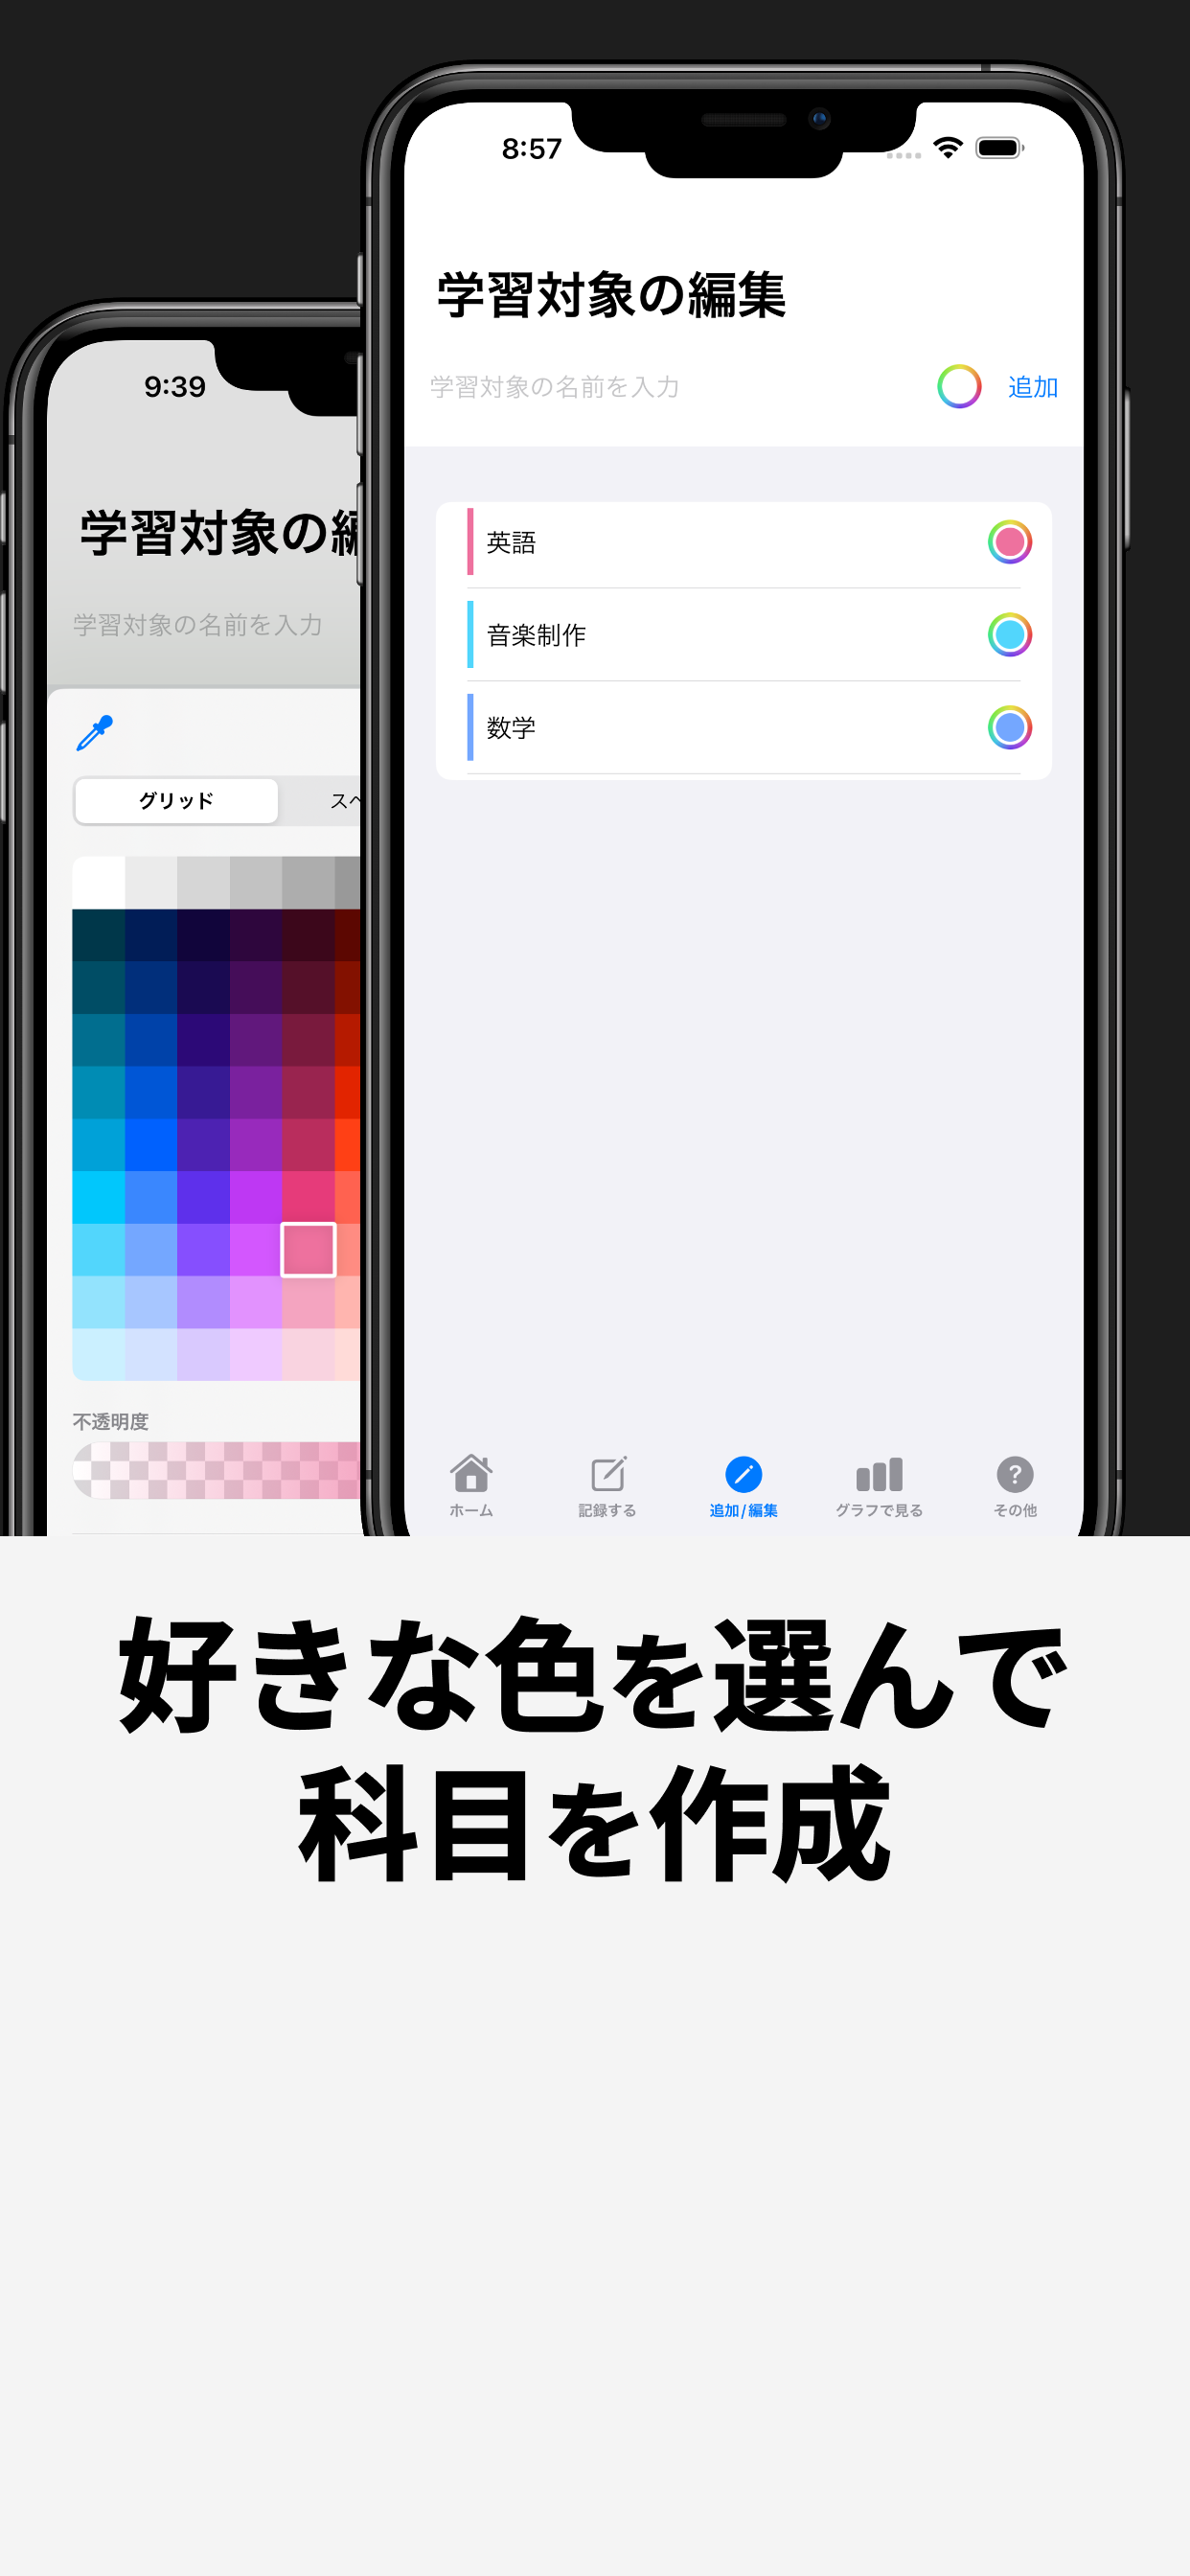 8:57
学習対象の編集
学習対象の名前を入力
追加
英語
音楽制作
数学
ホーム
記録する
追加/編集
グラフで見る
その他
9:39
学習対象の編
学習対象の名前を入力
グリッド
スペ
不透明度
好きな色を選んで
科目を作成